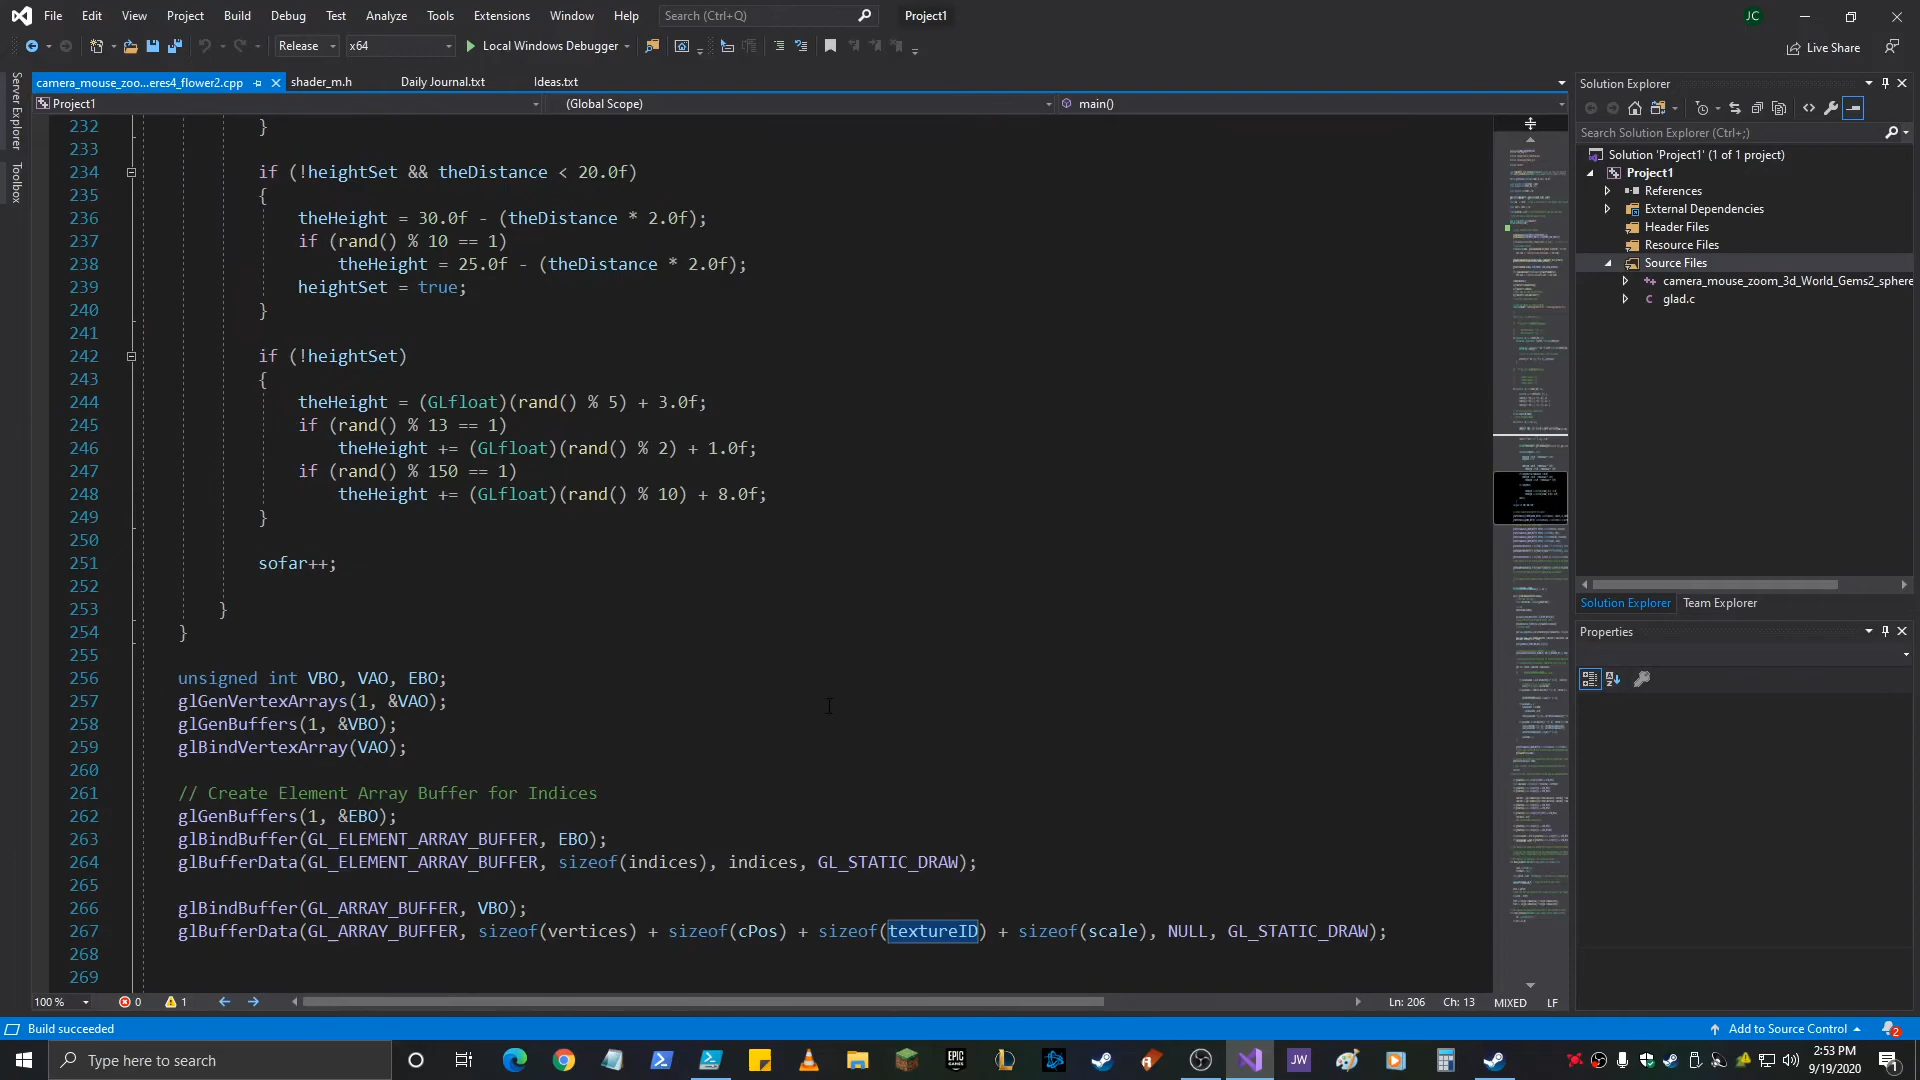 File Edit View Project Build Debug Test Analyze Tools Extensions Window Help Search (Ctrl+Q) Project1 JC
Release x64 Local Windows Debugger Live Share
camera_mouse_zoo...eres4_flower2.cpp shader_m.h Daily Journal.txt Ideas.txt
Project1 (Global Scope) main()
Server Explorer
Toolbox
232 }
233
234 if (!heightSet && theDistance < 20.0f)
235 {
236 theHeight = 30.0f - (theDistance * 2.0f);
237 if (rand() % 10 == 1)
238 theHeight = 25.0f - (theDistance * 2.0f);
239 heightSet = true;
240 }
241
242 if (!heightSet)
243 {
244 theHeight = (GLfloat)(rand() % 5) + 3.0f;
245 if (rand() % 13 == 1)
246 theHeight += (GLfloat)(rand() % 2) + 1.0f;
247 if (rand() % 150 == 1)
248 theHeight += (GLfloat)(rand() % 10) + 8.0f;
249 }
250
251 sofar++;
252
253 }
254 }
255
256 unsigned int VBO, VAO, EBO;
257 glGenVertexArrays(1, &VAO);
258 glGenBuffers(1, &VBO);
259 glBindVertexArray(VAO);
260
261 // Create Element Array Buffer for Indices
262 glGenBuffers(1, &EBO);
263 glBindBuffer(GL_ELEMENT_ARRAY_BUFFER, EBO);
264 glBufferData(GL_ELEMENT_ARRAY_BUFFER, sizeof(indices), indices, GL_STATIC_DRAW);
265
266 glBindBuffer(GL_ARRAY_BUFFER, VBO);
267 glBufferData(GL_ARRAY_BUFFER, sizeof(vertices) + sizeof(cPos) + sizeof(textureID) + sizeof(scale), NULL, GL_STATIC_DRAW);
268
269
100 % 0 1 Ln: 206 Ch: 13 MIXED LF
Solution Explorer
Search Solution Explorer (Ctrl+;)
Solution 'Project1' (1 of 1 project)
Project1
References
External Dependencies
Header Files
Resource Files
Source Files
camera_mouse_zoom_3d_World_Gems2_sphere
glad.c
Solution Explorer Team Explorer
Properties
Build succeeded Add to Source Control 2
Type here to search EPIC GAMES JW 2:53 PM
9/19/2020 1